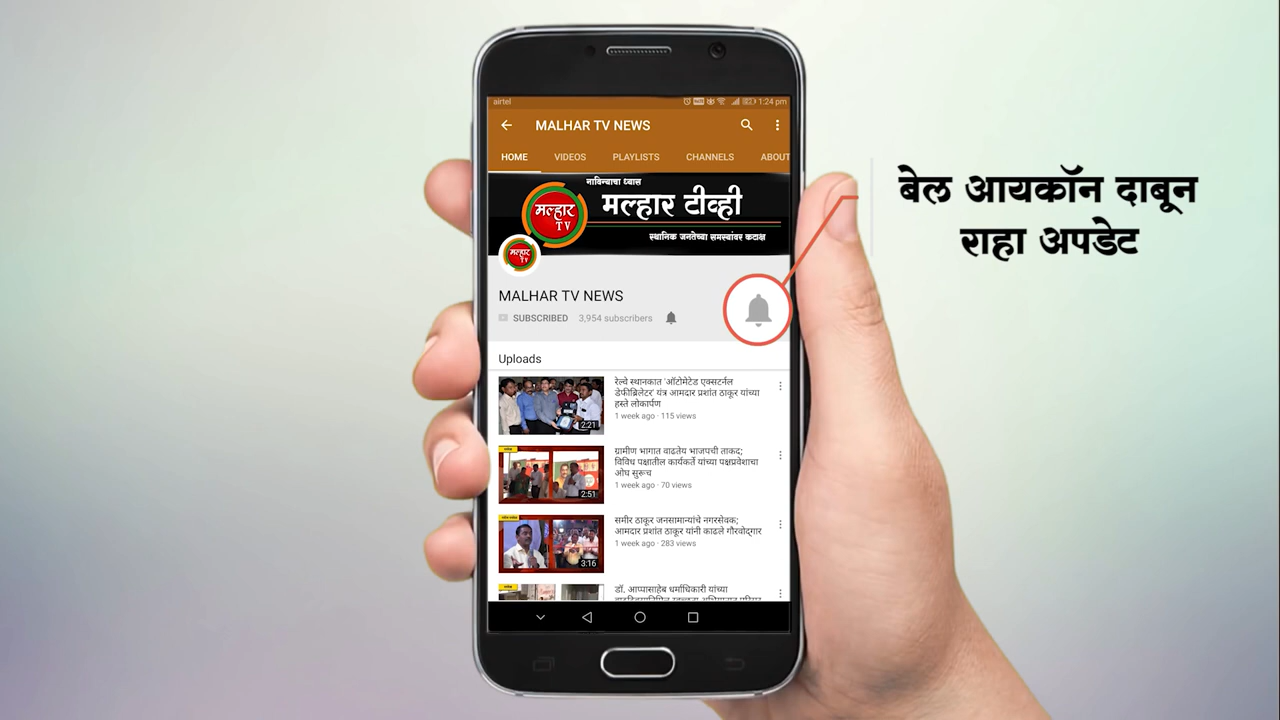 airtel 1:24 pm
MALHAR TV NEWS
HOME VIDEOS PLAYLISTS CHANNELS ABOUT
नाविन्याचा ध्यास
मल्हार टीव्ही
मल्हार
TV
स्थानिक जनतेच्या समस्यांवर कटाक्ष
मल्हार
TV
MALHAR TV NEWS
SUBSCRIBED 3,954 subscribers
बेल आयकॉन दाबून
राहा अपडेट
Uploads
रेल्वे स्थानकात 'ऑटोमेटेड एक्सटर्नल
डेफीब्रिलेटर' यंत्र आमदार प्रशांत ठाकूर यांच्या
हस्ते लोकार्पण
1 week ago · 115 views
2:21
ग्रामीण भागात वाढतेय भाजपची ताकद;
विविध पक्षातील कार्यकर्ते यांच्या पक्षप्रवेशाचा
ओघ सुरूच
1 week ago · 70 views
2:51
समीर ठाकूर जनसामान्यांचे नगरसेवक;
आमदार प्रशांत ठाकूर यांनी काढले गौरवोद्गार
1 week ago · 283 views
3:16
डॉ. आप्पासाहेब धर्माधिकारी यांच्या